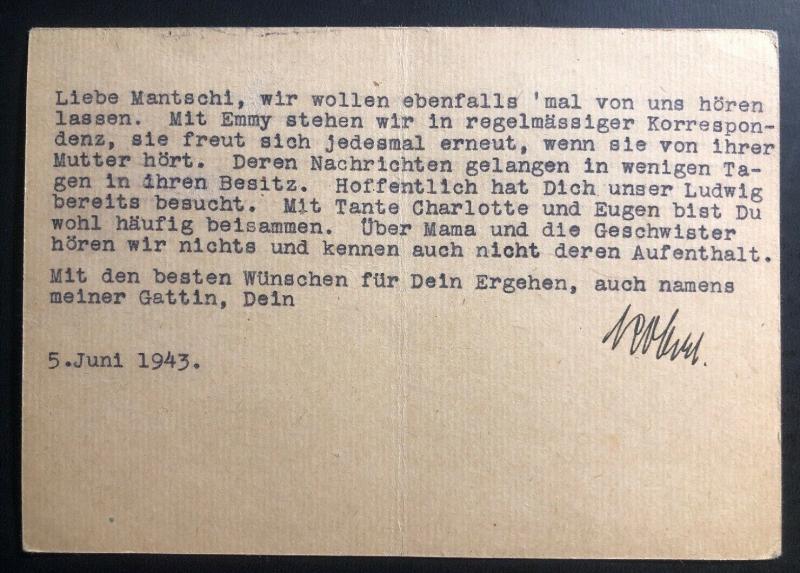 Liebe Mantschi, wir wollen ebenfalls 'mal von uns hören
lassen. Mit Emmy stehen wir in regelmässiger Korrespon-
denz, sie freut sich jedesmal erneut, wenn sie von ihrer
Mutter hört. Deren Nachrichten gelangen in wenigen Ta-
gen in ihren Besitz. Hoffentlich hat Dich unser Ludwig
bereits besucht. Mit Tante Charlotte und Eugen bist Du
wohl häufig beisammen. Über Mama und die Geschwister
hören wir nichts und kennen auch nicht deren Aufenthalt.
Mit den besten Wünschen für Dein Ergehen, auch namens
meiner Gattin, Dein
5.Juni 1943.